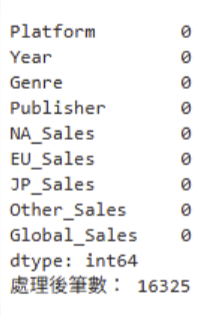 Platform 0
Year 0
Genre 0
Publisher 0
NA_Sales 0
EU_Sales 0
JP_Sales 0
Other_Sales 0
Global_Sales 0
dtype: int64
處理後筆數： 16325